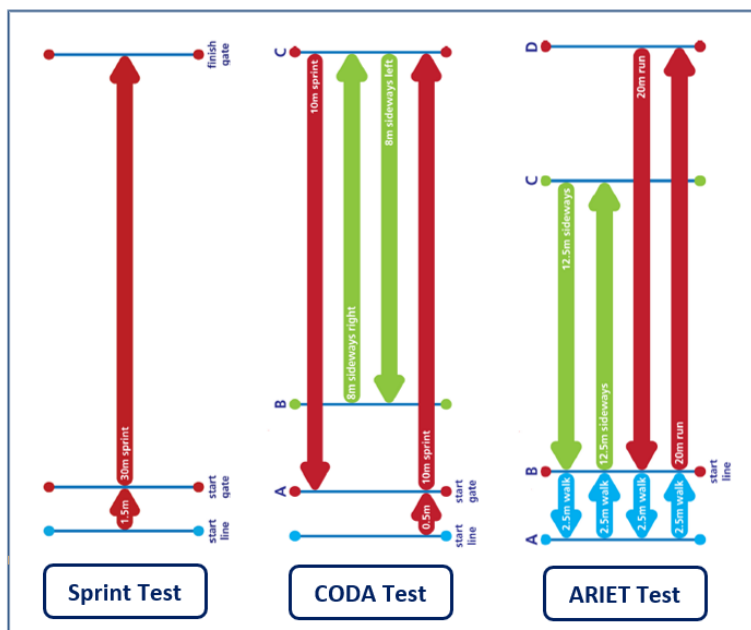 finish
gate
30m sprint
1.5m
start
gate
start
line
Sprint Test
C
10m sprint
8m sideways right
8m sideways left
10m sprint
B
A
0.5m
start
gate
start
line
CODA Test
D
20m run
C
12.5m sideways
12.5m sideways
20m run
B
start
line
2.5m walk
2.5m walk
2.5m walk
2.5m walk
A
ARIET Test